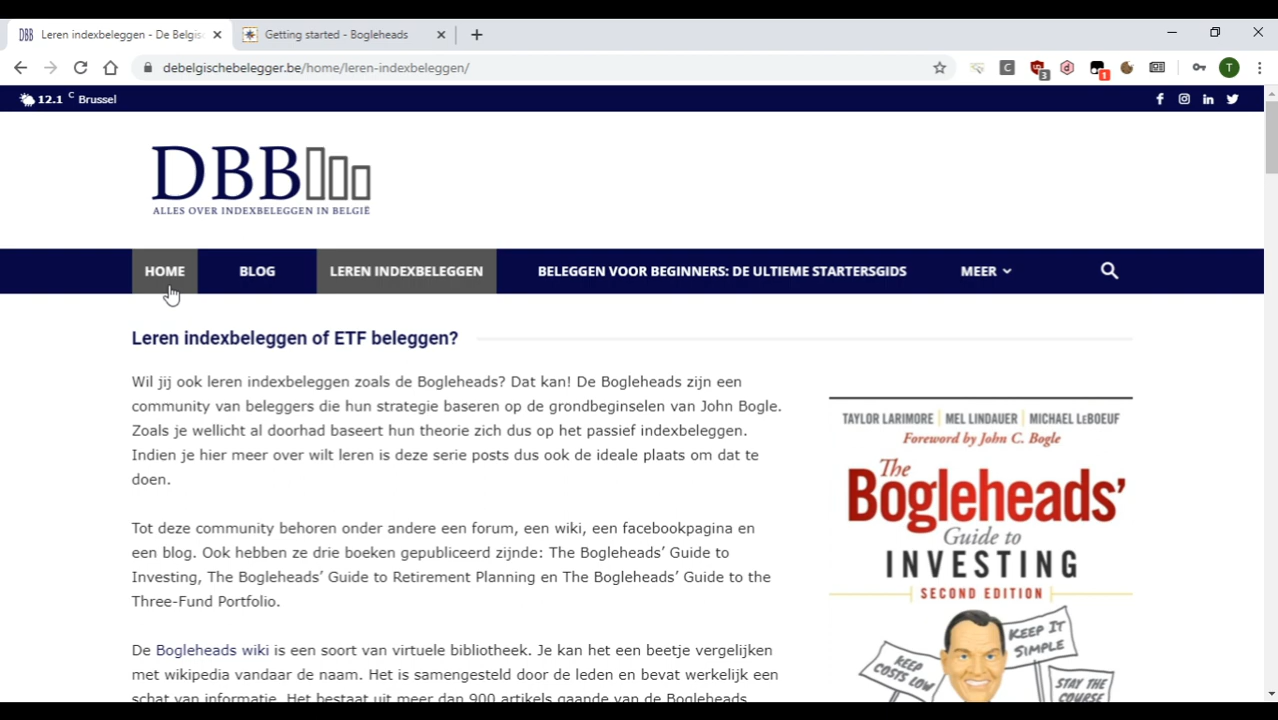 Leren indexbeleggen - De Belgis
Getting started - Bogleheads
debelgischebelegger.be/home/leren-indexbeleggen/
C
3
1
T
12.1 C Brussel
DBB
ALLES OVER INDEXBELEGGEN IN BELGIË
HOME
BLOG
LEREN INDEXBELEGGEN
BELEGGEN VOOR BEGINNERS: DE ULTIEME STARTERSGIDS
MEER
Leren indexbeleggen of ETF beleggen?
Wil jij ook leren indexbeleggen zoals de Bogleheads? Dat kan! De Bogleheads zijn een
community van beleggers die hun strategie baseren op de grondbeginselen van John Bogle.
Zoals je wellicht al doorhad baseert hun theorie zich dus op het passief indexbeleggen.
Indien je hier meer over wilt leren is deze serie posts dus ook de ideale plaats om dat te
doen.
Tot deze community behoren onder andere een forum, een wiki, een facebookpagina en
een blog. Ook hebben ze drie boeken gepubliceerd zijnde: The Bogleheads' Guide to
Investing, The Bogleheads' Guide to Retirement Planning en The Bogleheads' Guide to the
Three-Fund Portfolio.
De Bogleheads wiki is een soort van virtuele bibliotheek. Je kan het een beetje vergelijken
met wikipedia vandaar de naam. Het is samengesteld door de leden en bevat werkelijk een
schat van informatie. Het bestaat uit meer dan 900 artikels gaande van de Bogleheads
TAYLOR LARIMORE | MEL LINDAUER | MICHAEL LEBOEUF
Foreword by John C. Bogle
The
Bogleheads'
Guide to
INVESTING
SECOND EDITION
KEEP IT
SIMPLE
KEEP
COSTS LOW
STAY THE
COURSE